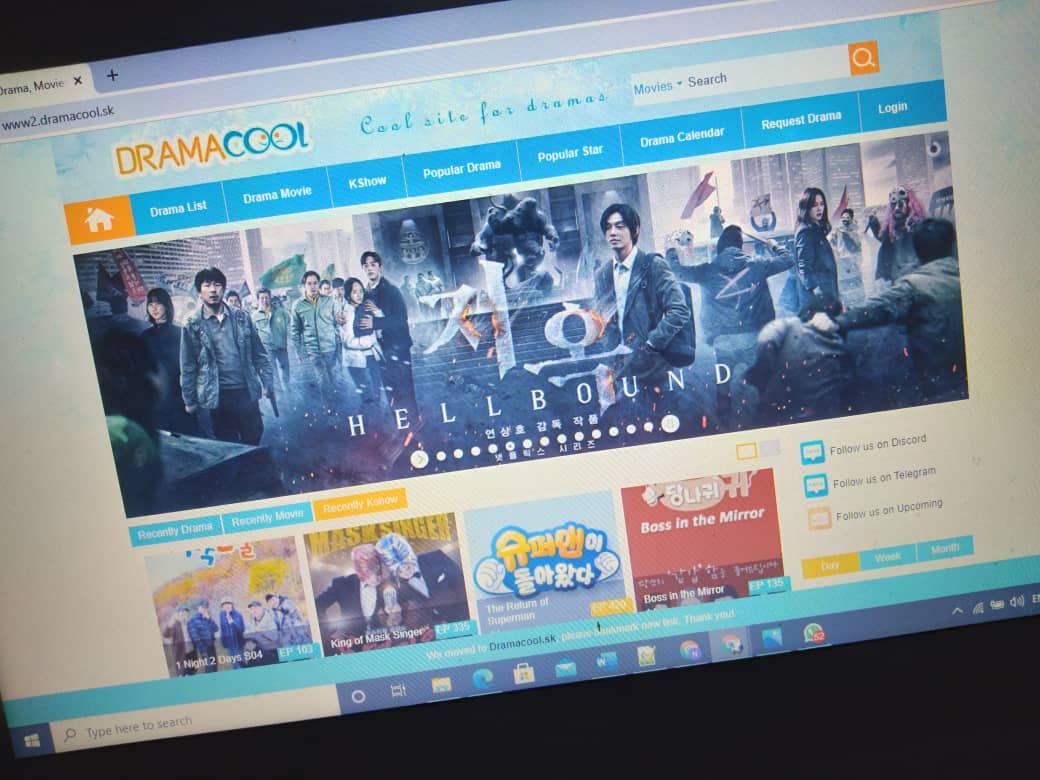 Drama, Movie
www2.dramacool.sk
DRAMACOOL
Cool site for dramas
Movies
Search
Drama List
Drama Movie
KShow
Popular Drama
Popular Star
Drama Calendar
Request Drama
Login
지옥
HELLBOUND
연상호 감독 작품
넷플릭스 시리즈
Follow us on Discord
Follow us on Telegram
Follow us on Upcoming
Recently Drama
Recently Movie
Recently Kshow
Day
Week
Month
1 Night 2 Days S04
EP 103
MASK SINGER
King of Mask Singer
EP 335
슈퍼맨이
돌아왔다
The Return of
Superman
EP 429
당나귀 귀
Boss in the Mirror
Boss in the Mirror
EP 135
We moved to Dramacool.sk, please bookmark new link. Thank you!
Type here to search
52